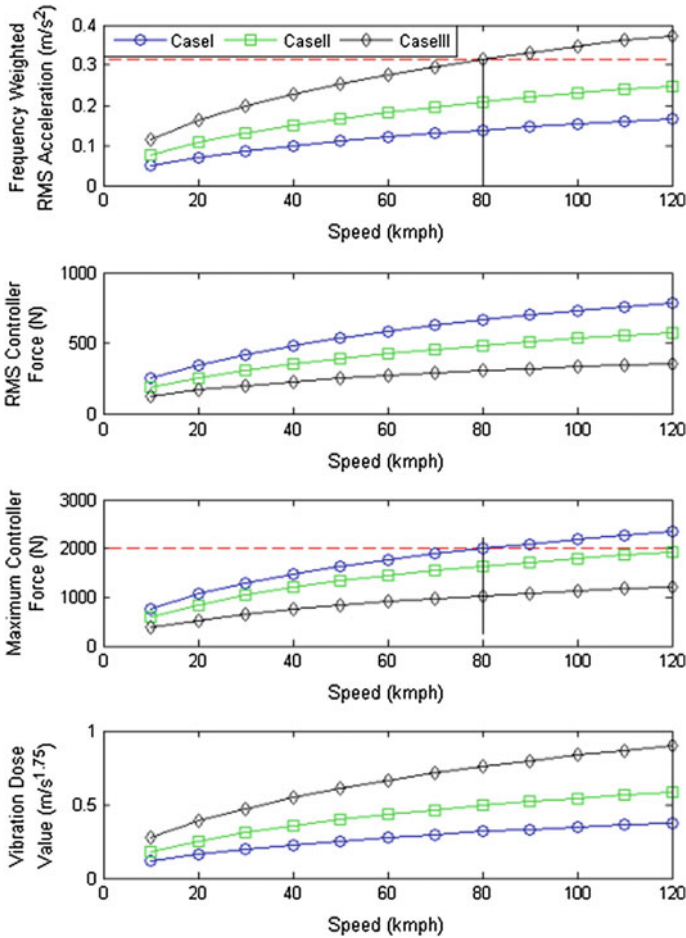 Frequency Weighted
RMS Acceleration (m/s²)
0.4
0.3
0.2
0.1
0
CaseI CaseII CaseIII
0 20 40 60 80 100 120
Speed (kmph)
RMS Controller
Force (N)
1000
500
0
0 20 40 60 80 100 120
Speed (kmph)
Maximum Controller
Force (N)
3000
2000
1000
0
0 20 40 60 80 100 120
Speed (kmph)
Vibration Dose
Value (m/s¹·⁷⁵)
1
0.5
0
0 20 40 60 80 100 120
Speed (kmph)